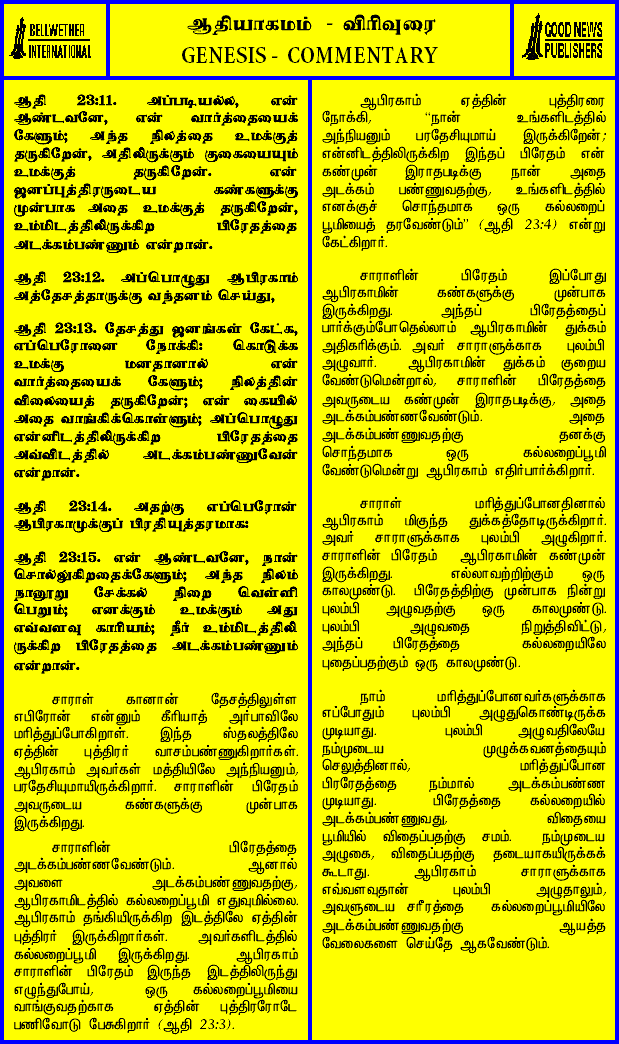 BELLWETHER
INTERNATIONAL
ஆதியாகமம் - விரிவுரை
GENESIS - COMMENTARY
GOOD NEWS
PUBLISHERS
ஆதி 23:11. அப்படியல்ல, என்
ஆண்டவனே, என் வார்த்தையைக்
கேளும்; அந்த நிலத்தை உமக்குத்
தருகிறேன், அதிலிருக்கும் குகையையும்
உமக்குத் தருகிறேன். என்
ஜனப்புத்திரருடைய கண்களுக்கு
முன்பாக அதை உமக்குத் தருகிறேன்,
உம்மிடத்திலிருக்கிற பிரேதத்தை
அடக்கம்பண்ணும் என்றான்.
ஆதி 23:12. அப்பொழுது ஆபிரகாம்
அத்தேசத்தாருக்கு வந்தனம் செய்து,
ஆதி 23:13. தேசத்து ஜனங்கள் கேட்க,
எப்பெரோனை நோக்கி: கொடுக்க
உமக்கு மனதானால் என்
வார்த்தையைக் கேளும்; நிலத்தின்
விலையைத் தருகிறேன்; என் கையில்
அதை வாங்கிக்கொள்ளும்; அப்பொழுது
என்னிடத்திலிருக்கிற பிரேதத்தை
அவ்விடத்தில் அடக்கம்பண்ணுவேன்
என்றான்.
ஆதி 23:14. அதற்கு எப்பெரோன்
ஆபிரகாமுக்குப் பிரதியுத்தரமாக:
ஆதி 23:15. என் ஆண்டவனே, நான்
சொல்லுகிறதைக்கேளும்; அந்த நிலம்
நானூறு சேக்கல் நிறை வெள்ளி
பெறும்; எனக்கும் உமக்கும் அது
எவ்வளவு காரியம்; நீர் உம்மிடத்திலி
ருக்கிற பிரேதத்தை அடக்கம்பண்ணும்
என்றான்.
சாராள் கானான் தேசத்திலுள்ள
எபிரோன் என்னும் கீரியாத் அர்பாவிலே
மரித்துப்போகிறாள். இந்த ஸ்தலத்திலே
ஏத்தின் புத்திரர் வாசம்பண்ணுகிறார்கள்.
ஆபிரகாம் அவர்கள் மத்தியிலே அந்நியனும்,
பரதேசியுமாயிருக்கிறார். சாராளின் பிரேதம்
அவருடைய கண்களுக்கு முன்பாக
இருக்கிறது.
சாராளின் பிரேதத்தை
அடக்கம்பண்ணவேண்டும். ஆனால்
அவளை அடக்கம்பண்ணுவதற்கு,
ஆபிரகாமிடத்தில் கல்லறைப்பூமி எதுவுமில்லை.
ஆபிரகாம் தங்கியிருக்கிற இடத்திலே ஏத்தின்
புத்திரர் இருக்கிறார்கள். அவர்களிடத்தில்
கல்லறைப்பூமி இருக்கிறது. ஆபிரகாம்
சாராளின் பிரேதம் இருந்த இடத்திலிருந்து
எழுந்துபோய், ஒரு கல்லறைப்பூமியை
வாங்குவதற்காக ஏத்தின் புத்திரரோடே
பணிவோடு பேசுகிறார் (ஆதி 23:3).
ஆபிரகாம் ஏத்தின் புத்திரரை
நோக்கி, “நான் உங்களிடத்தில்
அந்நியனும் பரதேசியுமாய் இருக்கிறேன்;
என்னிடத்திலிருக்கிற இந்தப் பிரேதம் என்
கண்முன் இராதபடிக்கு நான் அதை
அடக்கம் பண்ணுவதற்கு, உங்களிடத்தில்
எனக்குச் சொந்தமாக ஒரு கல்லறைப்
பூமியைத் தரவேண்டும்” (ஆதி 23:4) என்று
கேட்கிறார்.
சாராளின் பிரேதம் இப்போது
ஆபிரகாமின் கண்களுக்கு முன்பாக
இருக்கிறது. அந்தப் பிரேதத்தைப்
பார்க்கும்போதெல்லாம் ஆபிரகாமின் துக்கம்
அதிகரிக்கும். அவர் சாராளுக்காக புலம்பி
அழுவார். ஆபிரகாமின் துக்கம் குறைய
வேண்டுமென்றால், சாராளின் பிரேதத்தை
அவருடைய கண்முன் இராதபடிக்கு, அதை
அடக்கம்பண்ணவேண்டும். அதை
அடக்கம்பண்ணுவதற்கு தனக்கு
சொந்தமாக ஒரு கல்லறைப்பூமி
வேண்டுமென்று ஆபிரகாம் எதிர்பார்க்கிறார்.
சாராள் மரித்துப்போனதினால்
ஆபிரகாம் மிகுந்த துக்கத்தோடிருக்கிறார்.
அவர் சாராளுக்காக புலம்பி அழுகிறார்.
சாராளின் பிரேதம் ஆபிரகாமின் கண்முன்
இருக்கிறது. எல்லாவற்றிற்கும் ஒரு
காலமுண்டு. பிரேதத்திற்கு முன்பாக நின்று
புலம்பி அழுவதற்கு ஒரு காலமுண்டு.
புலம்பி அழுவதை நிறுத்திவிட்டு,
அந்தப் பிரேதத்தை கல்லறையிலே
புதைப்பதற்கும் ஒரு காலமுண்டு.
நாம் மரித்துப்போனவர்களுக்காக
எப்போதும் புலம்பி அழுதுகொண்டிருக்க
முடியாது. புலம்பி அழுவதிலேயே
நம்முடைய முழுக்கவனத்தையும்
செலுத்தினால், மரித்துப்போன
பிரரேதத்தை நம்மால் அடக்கம்பண்ண
முடியாது. பிரேதத்தை கல்லறையில்
அடக்கம்பண்ணுவது, விதையை
பூமியில் விதைப்பதற்கு சமம். நம்முடைய
அழுகை, விதைப்பதற்கு தடையாகயிருக்கக்
கூடாது. ஆபிரகாம் சாராளுக்காக
எவ்வளவுதான் புலம்பி அழுதாலும்,
அவளுடைய சரீரத்தை கல்லறைப்பூமியிலே
அடக்கம்பண்ணுவதற்கு ஆயத்த
வேலைகளை செய்தே ஆகவேண்டும்.